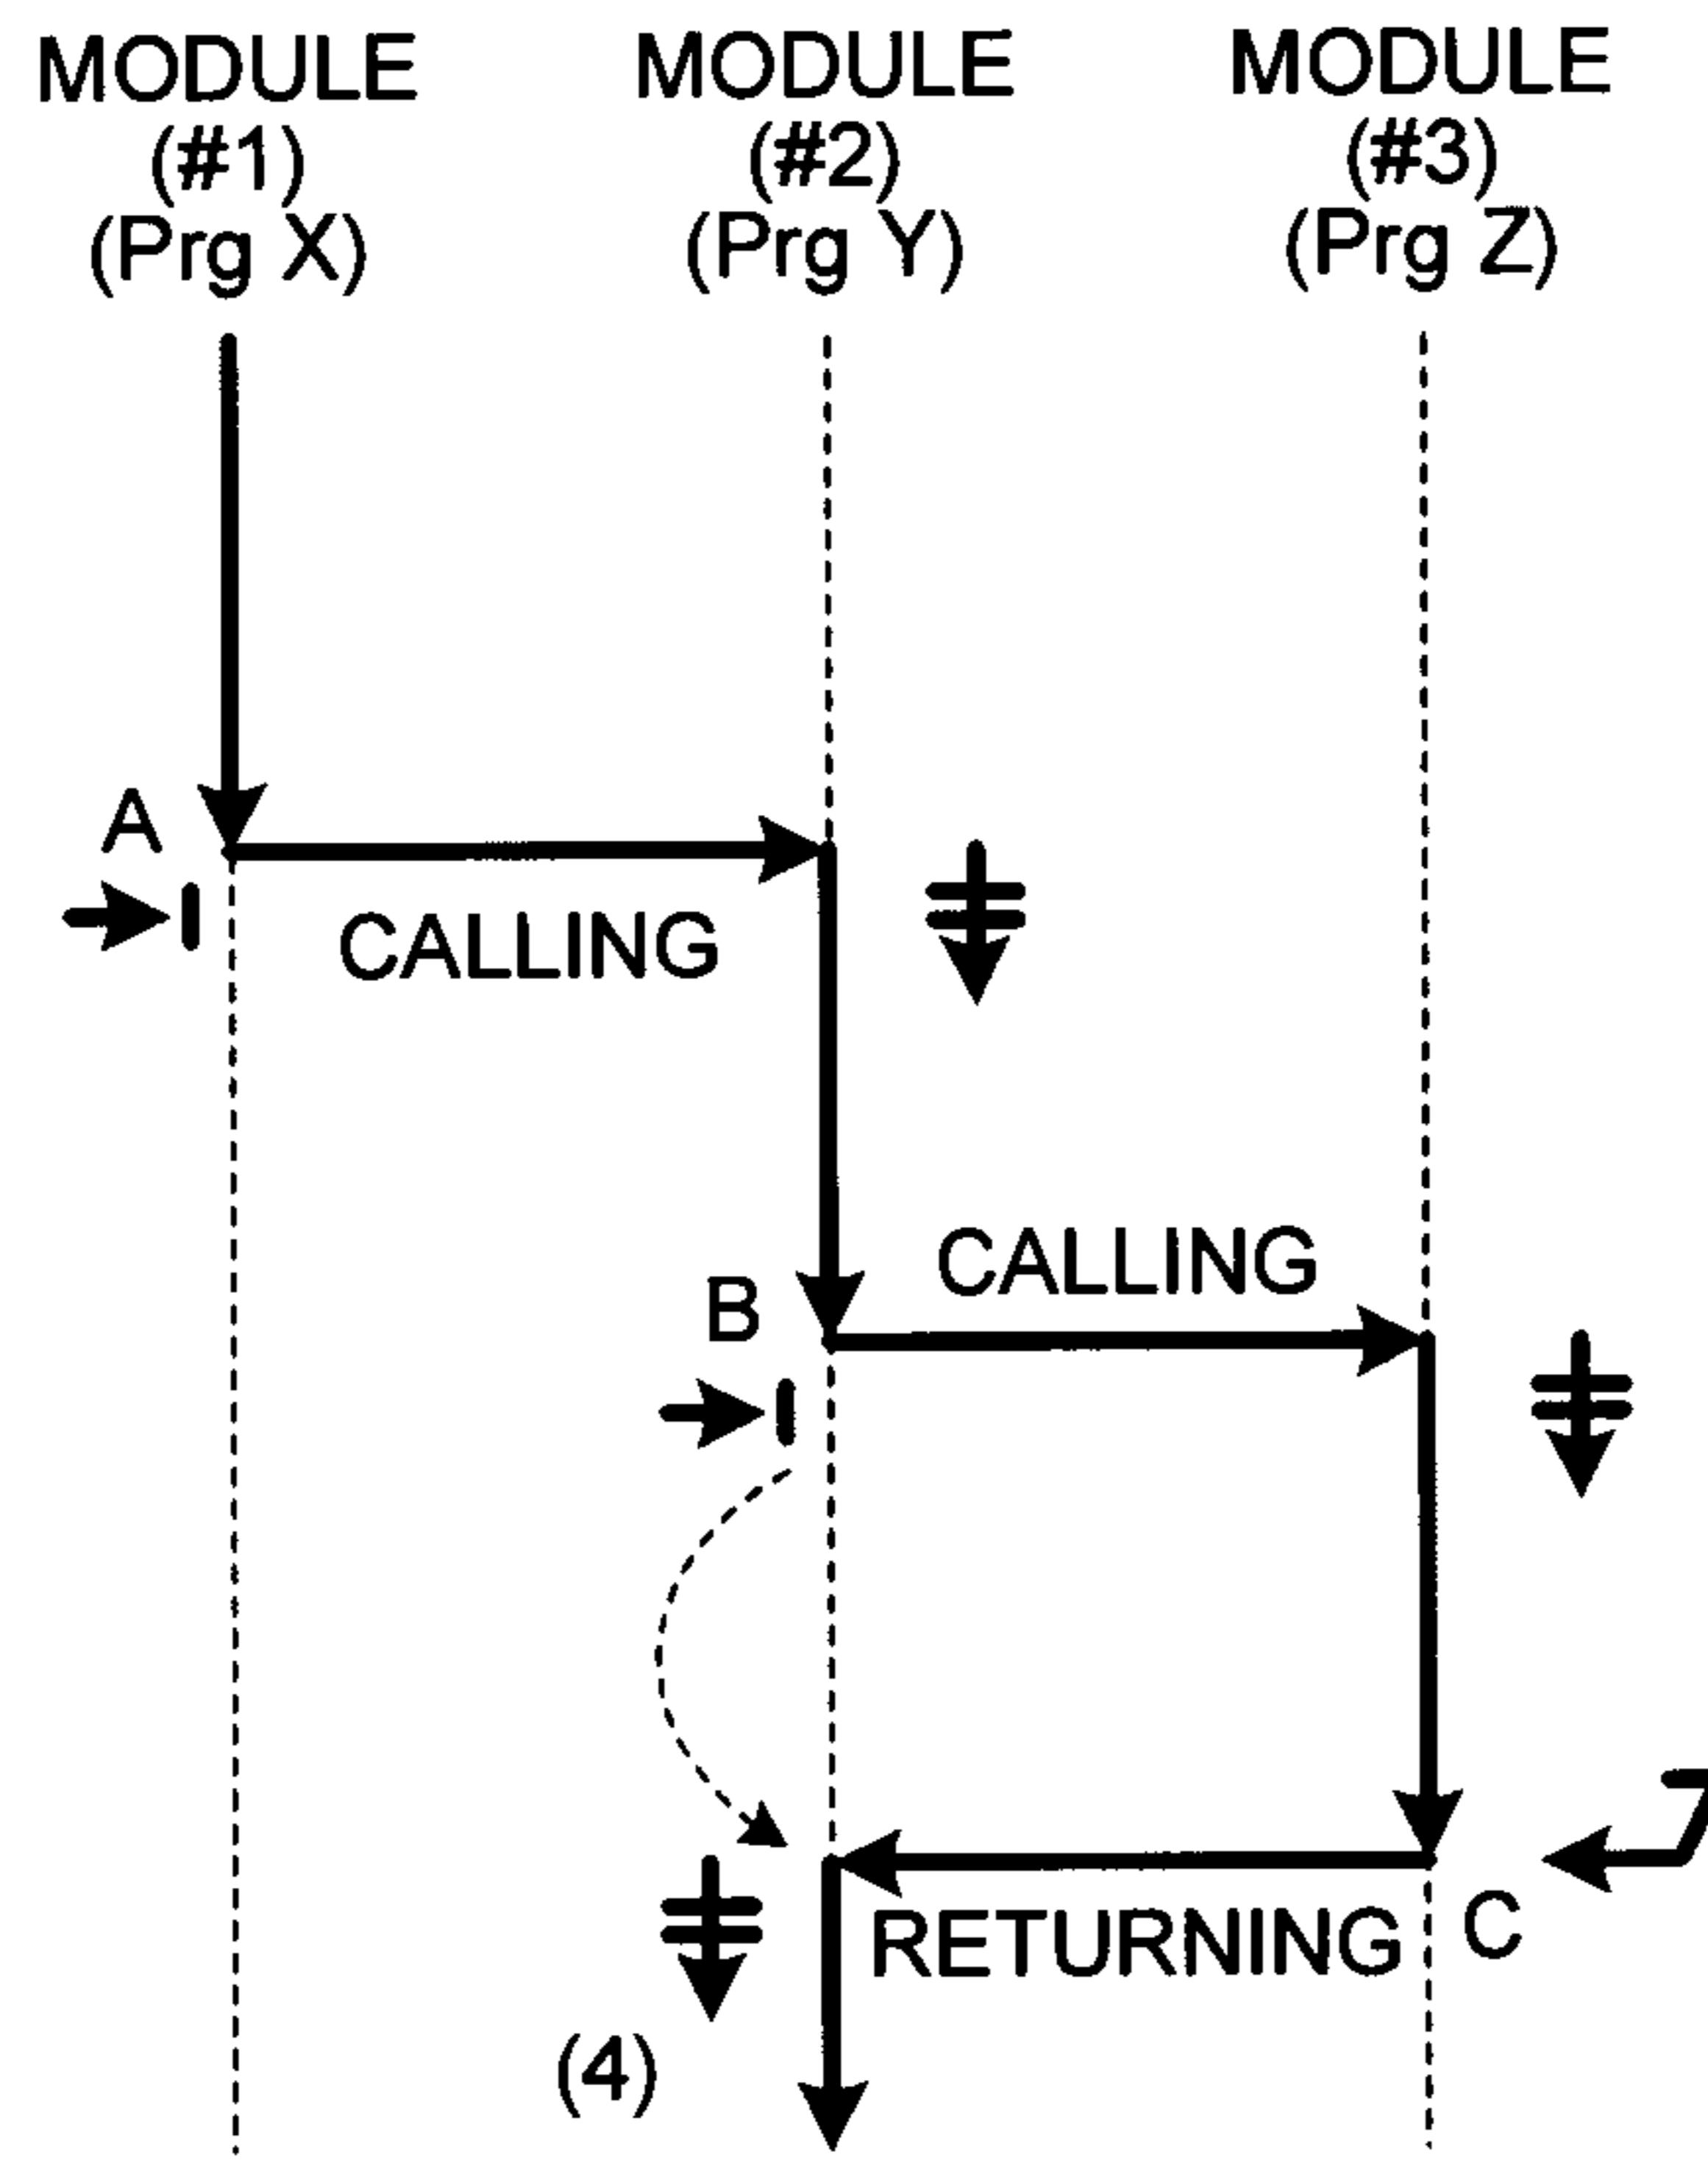 MODULE MODULE MODULE
(#1) (#2) (#3)
(Prg X) (Prg Y) (Prg Z)
A
CALLING
CALLING
B
RETURNING C
(4)